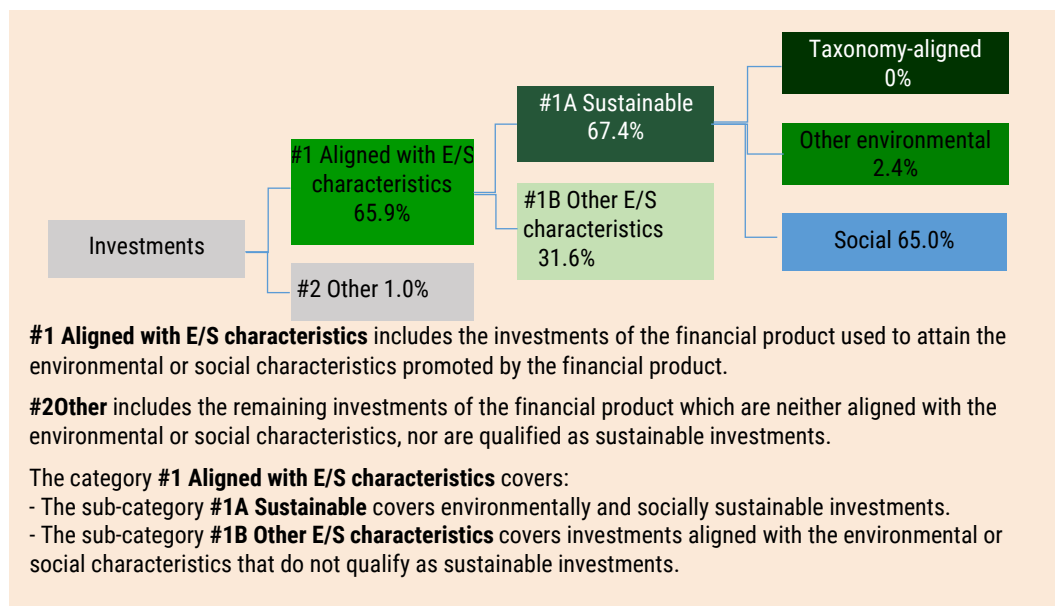 Investments
#1 Aligned with E/S
characteristics
65.9%
#2 Other 1.0%
#1A Sustainable
67.4%
#1B Other E/S
characteristics
31.6%
Taxonomy-aligned
0%
Other environmental
2.4%
Social 65.0%
#1 Aligned with E/S characteristics includes the investments of the financial product used to attain the
environmental or social characteristics promoted by the financial product.
#2Other includes the remaining investments of the financial product which are neither aligned with the
environmental or social characteristics, nor are qualified as sustainable investments.
The category #1 Aligned with E/S characteristics covers:
- The sub-category #1A Sustainable covers environmentally and socially sustainable investments.
- The sub-category #1B Other E/S characteristics covers investments aligned with the environmental or
social characteristics that do not qualify as sustainable investments.